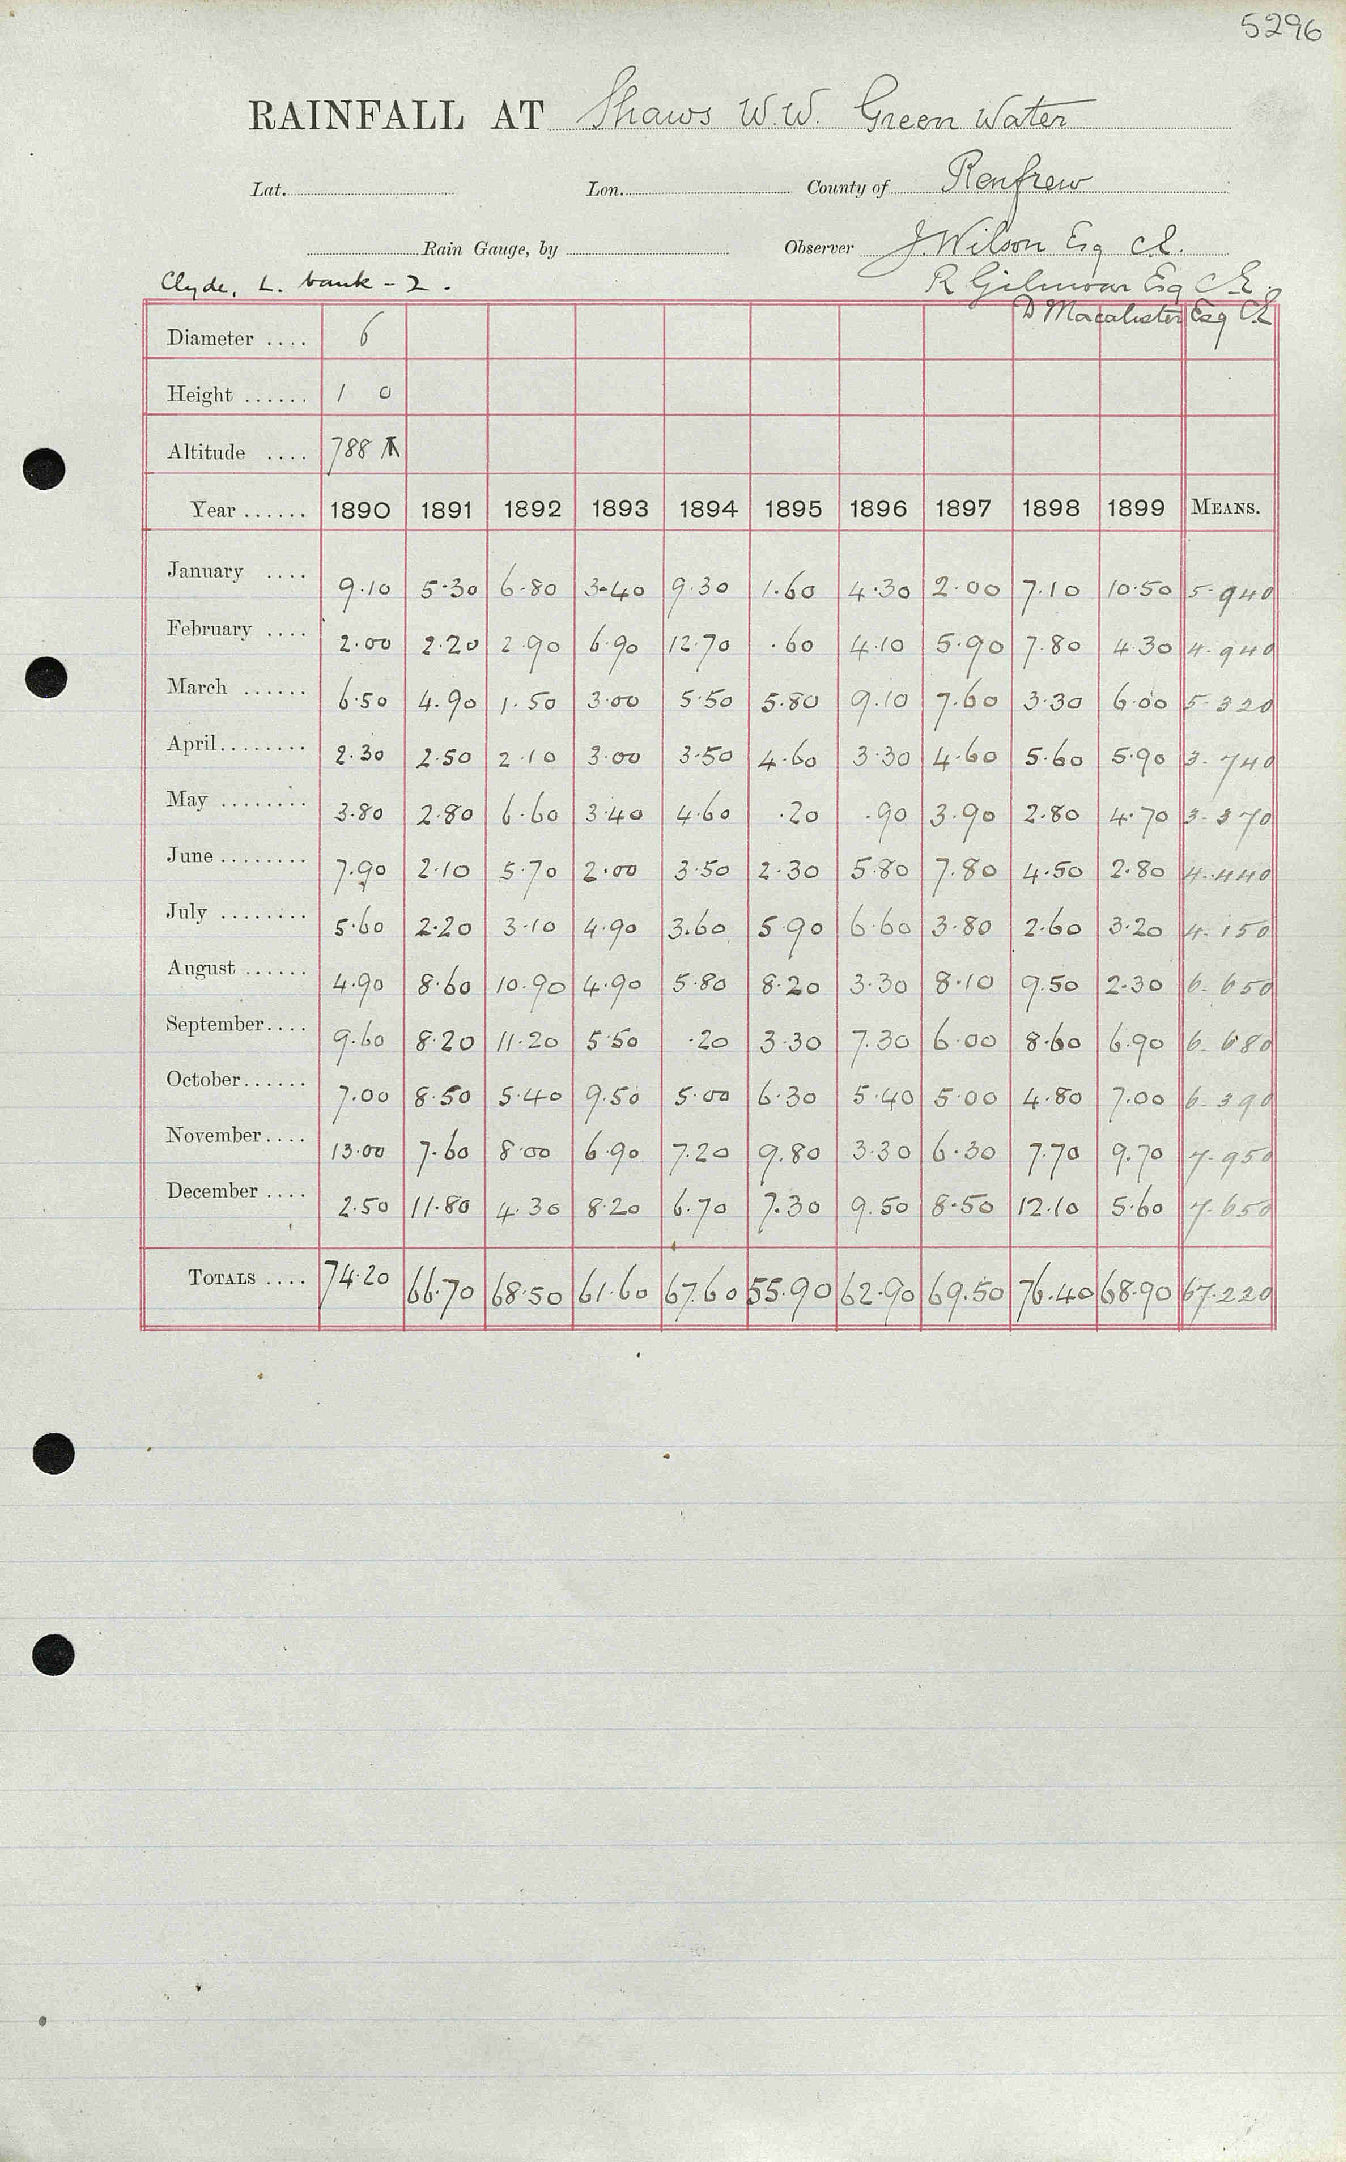 5296
RAINFALL AT Shaws W.W. Green Water
Lat. Lon. County of Renfrew
Rain Gauge, by Observer J Wilson Esq C.E.
Clyde, L. bank - 2. R Gilmour Esq C.E.
D Macalister Esq CE
Diameter .... 6
Height ...... 1 0
Altitude .... 788
Year ...... 1890 1891 1892 1893 1894 1895 1896 1897 1898 1899 MEANS.
January .... 9.10 5.30 6.80 3.40 9.30 1.60 4.30 2.00 7.10 10.50 5.940
February .... 2.00 2.20 2.90 6.90 12.70 .60 4.10 5.90 7.80 4.30 4.940
March ...... 6.50 4.90 1.50 3.00 5.50 5.80 9.10 7.60 3.30 6.00 5.320
April........ 2.30 2.50 2.10 3.00 3.50 4.60 3.30 4.60 5.60 5.90 3.740
May ........ 3.80 2.80 6.60 3.40 4.60 .20 .90 3.90 2.80 4.70 3.370
June ........ 7.90 2.10 5.70 2.00 3.50 2.30 5.80 7.80 4.50 2.80 4.440
July ........ 5.60 2.20 3.10 4.90 3.60 5.90 6.60 3.80 2.60 3.20 4.150
August ...... 4.90 8.60 10.90 4.90 5.80 8.20 3.30 8.10 9.50 2.30 6.650
September.... 9.60 8.20 11.20 5.50 .20 3.30 7.30 6.00 8.60 6.90 6.680
October...... 7.00 8.50 5.40 9.50 5.00 6.30 5.40 5.00 4.80 7.00 6.390
November.... 13.00 7.60 8.00 6.90 7.20 9.80 3.30 6.30 7.70 9.70 7.950
December .... 2.50 11.80 4.30 8.20 6.70 7.30 9.50 8.50 12.10 5.60 7.650
TOTALS .... 74.20 66.70 68.50 61.60 67.60 55.90 62.90 69.50 76.40 68.90 67.220